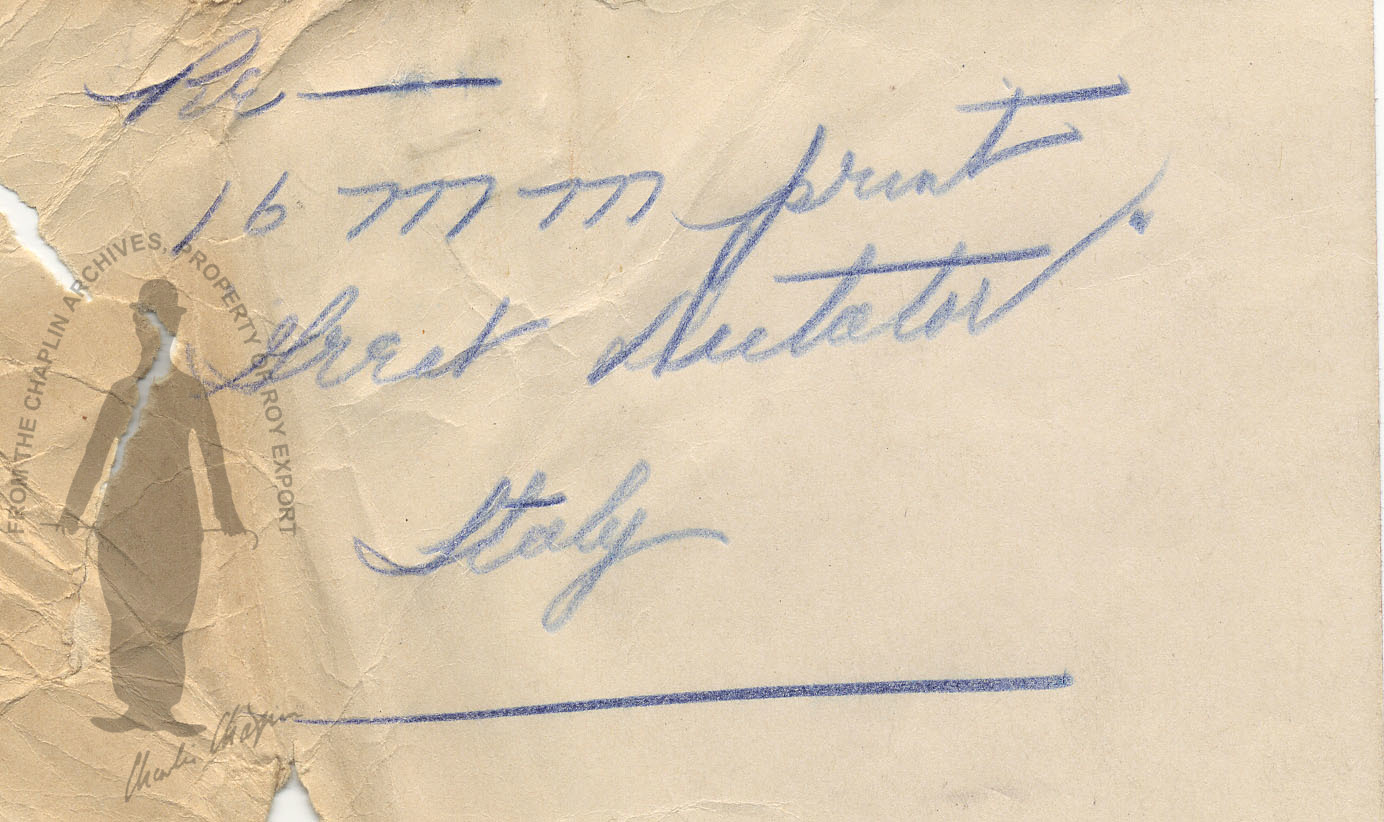 Re —
16 mm print
Great Dictator.
Italy
FROM THE CHAPLIN ARCHIVES, PROPERTY OF ROY EXPORT
Charlie Chaplin